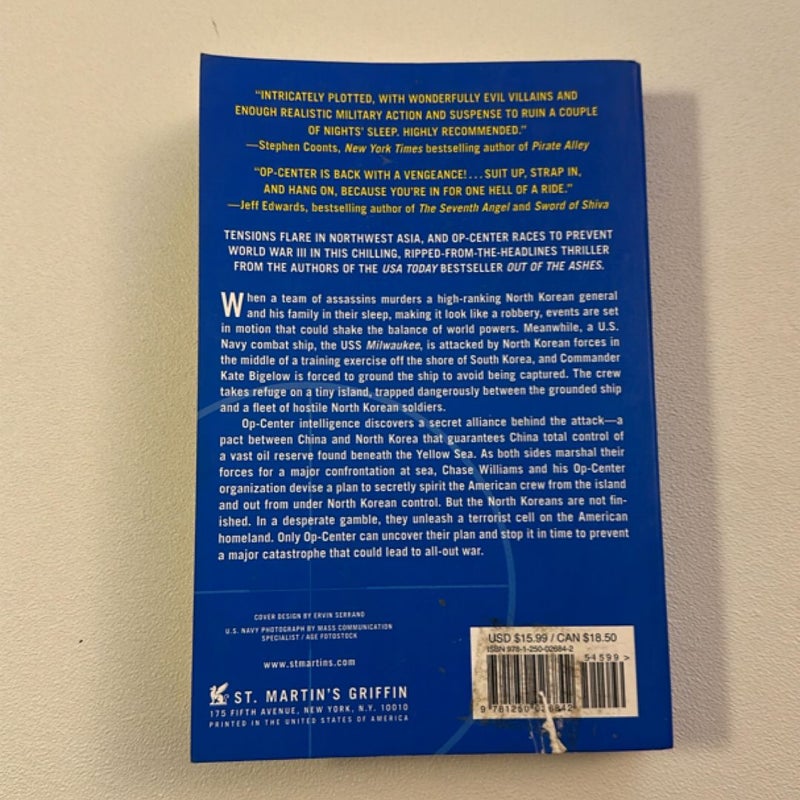 “INTRICATELY PLOTTED, WITH WONDERFULLY EVIL VILLAINS AND
ENOUGH REALISTIC MILITARY ACTION AND SUSPENSE TO RUIN A COUPLE
OF NIGHTS’ SLEEP. HIGHLY RECOMMENDED.”
—Stephen Coonts, New York Times bestselling author of Pirate Alley
“OP-CENTER IS BACK WITH A VENGEANCE!...SUIT UP, STRAP IN,
AND HANG ON, BECAUSE YOU’RE IN FOR ONE HELL OF A RIDE.”
—Jeff Edwards, bestselling author of The Seventh Angel and Sword of Shiva
TENSIONS FLARE IN NORTHWEST ASIA, AND OP-CENTER RACES TO PREVENT
WORLD WAR III IN THIS CHILLING, RIPPED-FROM-THE-HEADLINES THRILLER
FROM THE AUTHORS OF THE USA TODAY BESTSELLER OUT OF THE ASHES.
When a team of assassins murders a high-ranking North Korean general
and his family in their sleep, making it look like a robbery, events are set
in motion that could shake the balance of world powers. Meanwhile, a U.S.
Navy combat ship, the USS Milwaukee, is attacked by North Korean forces in
the middle of a training exercise off the shore of South Korea, and Commander
Kate Bigelow is forced to ground the ship to avoid being captured. The crew
takes refuge on a tiny island, trapped dangerously between the grounded ship
and a fleet of hostile North Korean soldiers.
Op-Center intelligence discovers a secret alliance behind the attack—a
pact between China and North Korea that guarantees China total control of
a vast oil reserve found beneath the Yellow Sea. As both sides marshal their
forces for a major confrontation at sea, Chase Williams and his Op-Center
organization devise a plan to secretly spirit the American crew from the island
and out from under North Korean control. But the North Koreans are not fin-
ished. In a desperate gamble, they unleash a terrorist cell on the American
homeland. Only Op-Center can uncover their plan and stop it in time to prevent
a major catastrophe that could lead to all-out war.
COVER DESIGN BY ERVIN SERRANO
U.S. NAVY PHOTOGRAPH BY MASS COMMUNICATION
SPECIALIST / AGE FOTOSTOCK
www.stmartins.com
ST. MARTIN’S GRIFFIN
175 FIFTH AVENUE, NEW YORK, N.Y. 10010
PRINTED IN THE UNITED STATES OF AMERICA
USD $15.99 / CAN $18.50
ISBN 978-1-250-02684-2
54599>
9 781250 026842